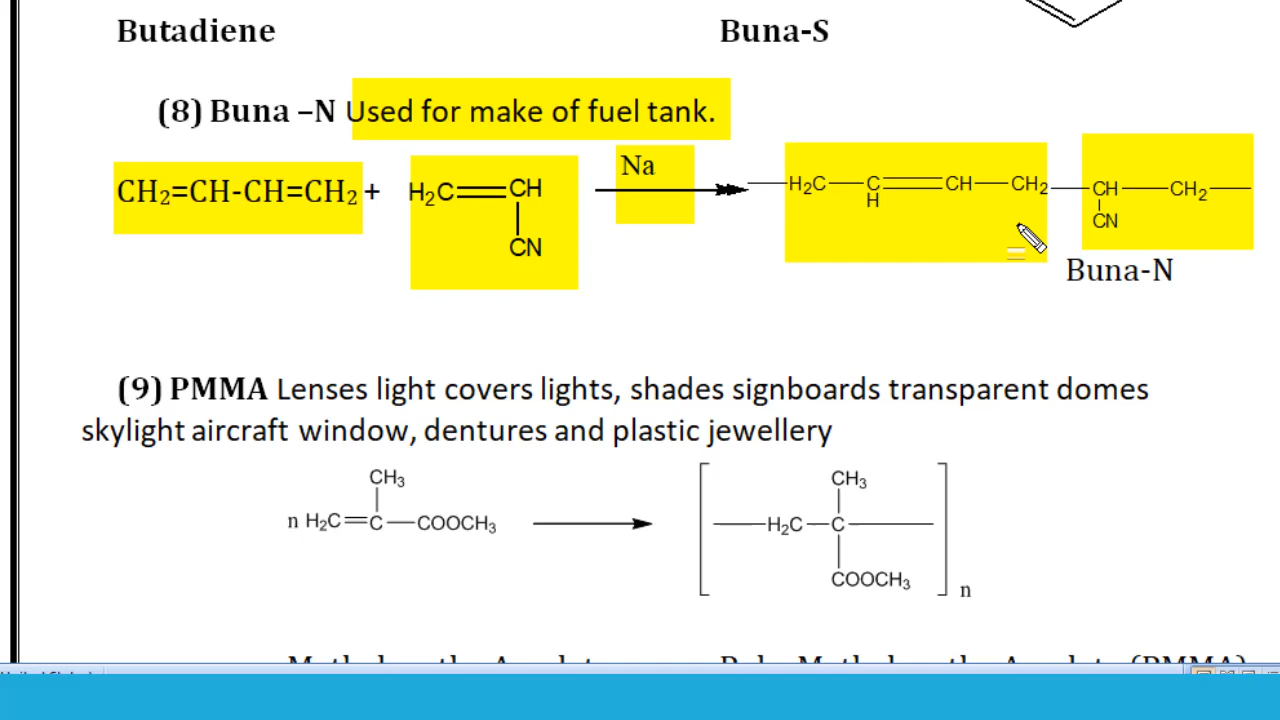 Butadiene Buna-S
(8) Buna –N Used for make of fuel tank.
CH₂=CH-CH=CH₂ + H₂C=CH Na —H₂C—C=CH—CH₂—CH—CH₂—
H
CN CN
Buna-N
(9) PMMA Lenses light covers lights, shades signboards transparent domes
skylight aircraft window, dentures and plastic jewellery
CH₃ CH₃
n H₂C=C—COOCH₃ —H₂C—C—
COOCH₃
n